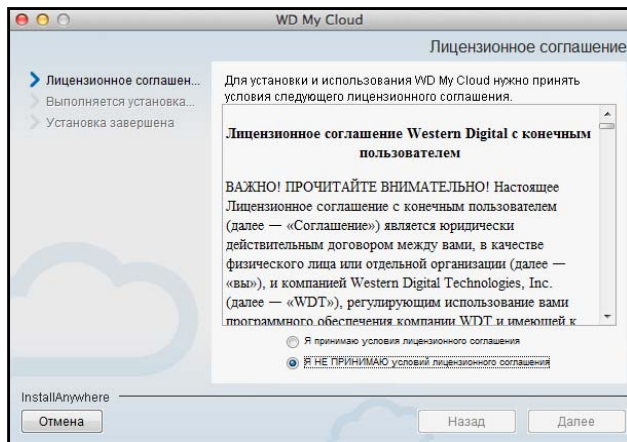 WD My Cloud
Лицензионное соглашение
Лицензионное соглашен...
Выполняется установка...
Установка завершена
Для установки и использования WD My Cloud нужно принять
условия следующего лицензионного соглашения.
Лицензионное соглашение Western Digital с конечным
пользователем
ВАЖНО! ПРОЧИТАЙТЕ ВНИМАТЕЛЬНО! Настоящее
Лицензионное соглашение с конечным пользователем
(далее — «Соглашение») является юридически
действительным договором между вами, в качестве
физического лица или отдельной организации (далее —
«вы»), и компанией Western Digital Technologies, Inc.
(далее — «WDT»), регулирующим использование вами
программного обеспечения компании WDT и имеющей к
Я принимаю условия лицензионного соглашения
Я НЕ ПРИНИМАЮ условий лицензионного соглашения
InstallAnywhere
Отмена
Назад
Далее